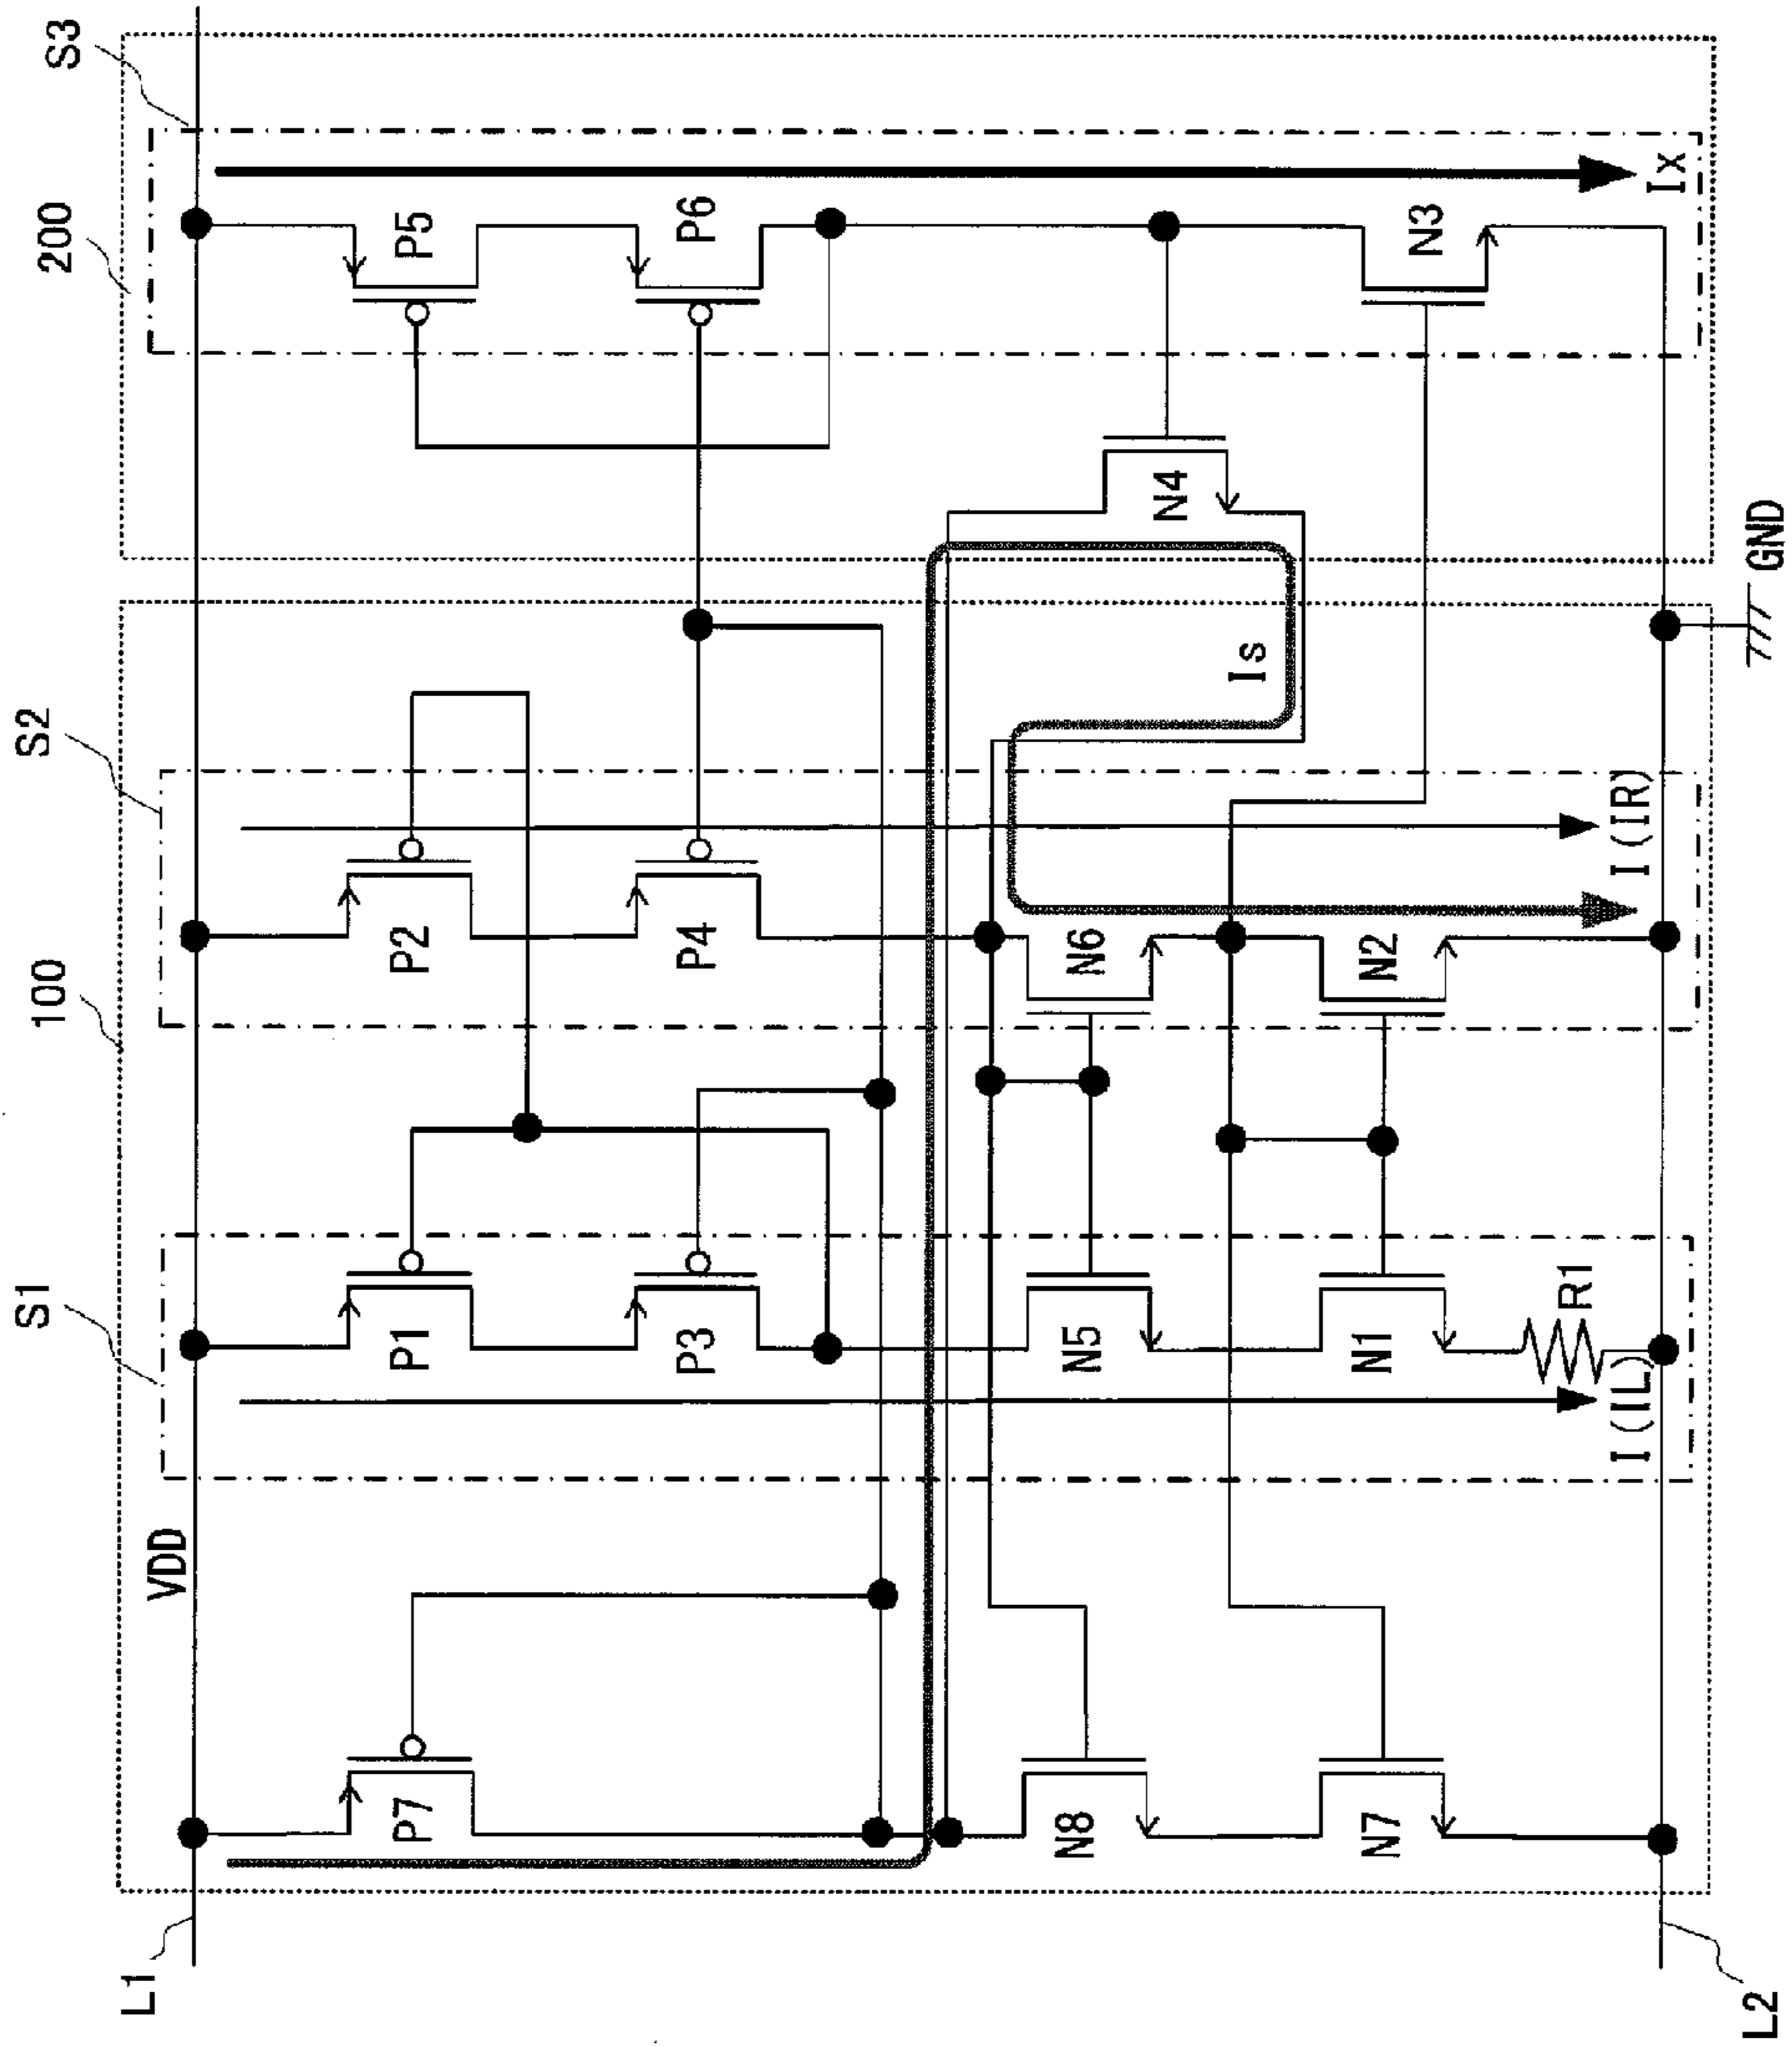 L1
VDD
S1
100
S2
200
S3
P7
P1
P2
P5
P3
P4
P6
N8
N5
N6
Is
N4
N7
N1
N2
N3
R1
I(IL)
I(IR)
Ix
L2
GND